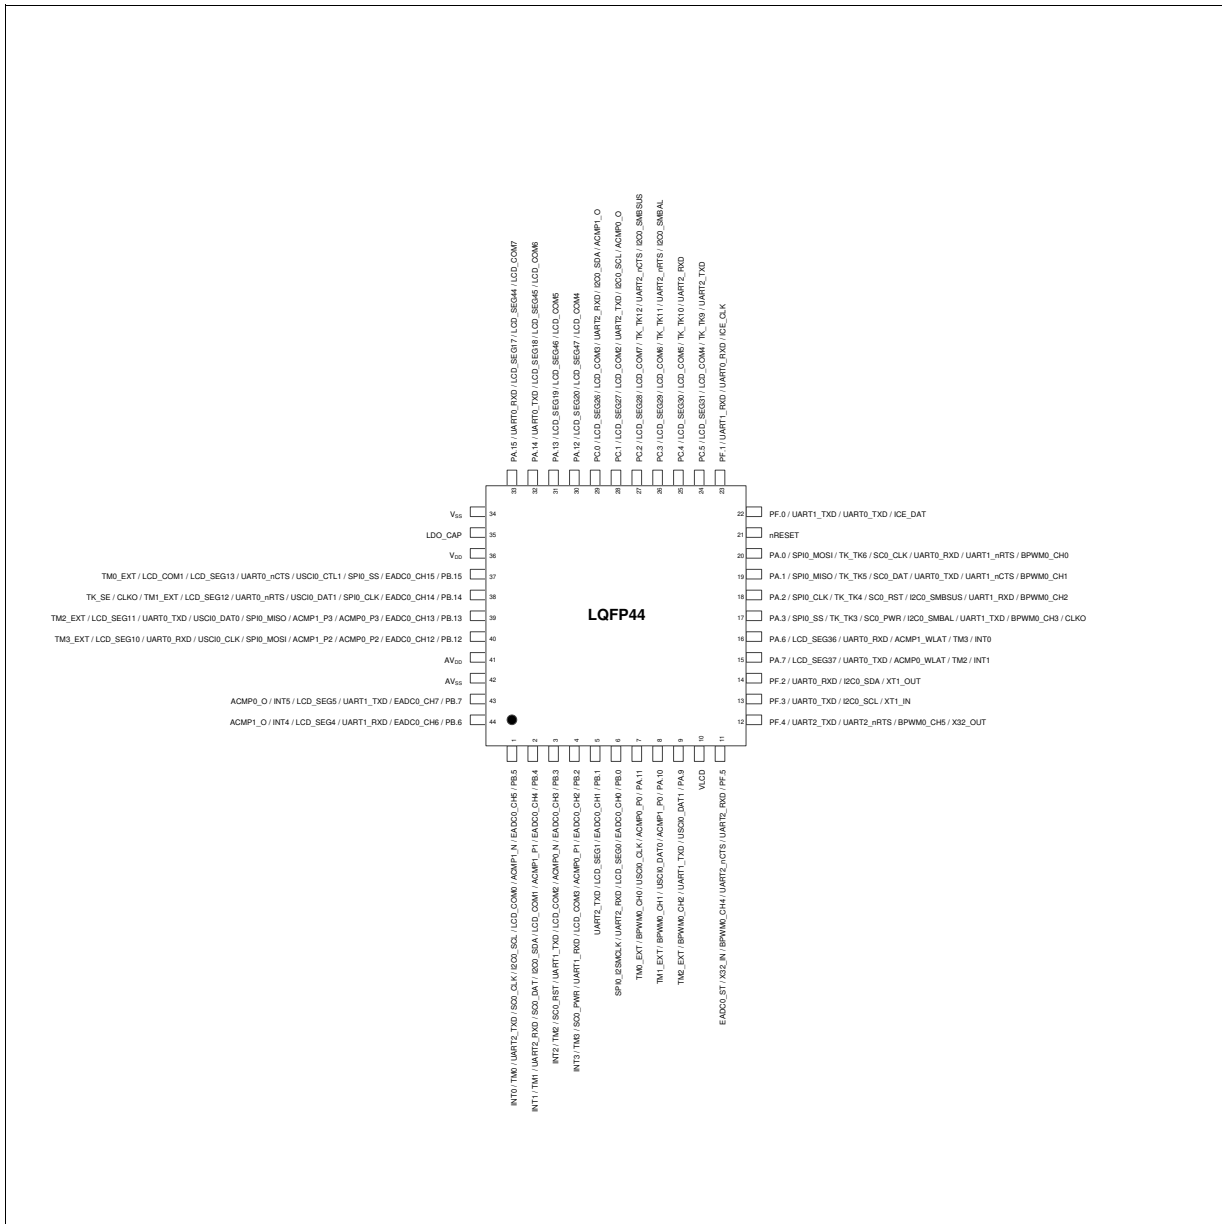 PA.15 / UART0_RXD / LCD_SEG17 / LCD_SEG44 / LCD_COM7
PA.14 / UART0_TXD / LCD_SEG18 / LCD_SEG45 / LCD_COM6
PA.13 / LCD_SEG19 / LCD_SEG46 / LCD_COM5
PA.12 / LCD_SEG20 / LCD_SEG47 / LCD_COM4
PC.0 / LCD_SEG26 / LCD_COM3 / UART2_RXD / I2C0_SDA / ACMP1_O
PC.1 / LCD_SEG27 / LCD_COM2 / UART2_TXD / I2C0_SCL / ACMP0_O
PC.2 / LCD_SEG28 / LCD_COM7 / TK_TK12 / UART2_nCTS / I2C0_SMBSUS
PC.3 / LCD_SEG29 / LCD_COM6 / TK_TK11 / UART2_nRTS / I2C0_SMBAL
PC.4 / LCD_SEG30 / LCD_COM5 / TK_TK10 / UART2_RXD
PC.5 / LCD_SEG31 / LCD_COM4 / TK_TK9 / UART2_TXD
PF.1 / UART1_RXD / UART0_RXD / ICE_CLK
33 32 31 30 29 28 27 26 25 24 23
VSS 34
LDO_CAP 35
VDD 36
TM0_EXT / LCD_COM1 / LCD_SEG13 / UART0_nCTS / USCI0_CTL1 / SPI0_SS / EADC0_CH15 / PB.15 37
TK_SE / CLKO / TM1_EXT / LCD_SEG12 / UART0_nRTS / USCI0_DAT1 / SPI0_CLK / EADC0_CH14 / PB.14 38
TM2_EXT / LCD_SEG11 / UART0_TXD / USCI0_DAT0 / SPI0_MISO / ACMP1_P3 / ACMP0_P3 / EADC0_CH13 / PB.13 39
TM3_EXT / LCD_SEG10 / UART0_RXD / USCI0_CLK / SPI0_MOSI / ACMP1_P2 / ACMP0_P2 / EADC0_CH12 / PB.12 40
AVDD 41
AVSS 42
ACMP0_O / INT5 / LCD_SEG5 / UART1_TXD / EADC0_CH7 / PB.7 43
ACMP1_O / INT4 / LCD_SEG4 / UART1_RXD / EADC0_CH6 / PB.6 44
LQFP44
22 PF.0 / UART1_TXD / UART0_TXD / ICE_DAT
21 nRESET
20 PA.0 / SPI0_MOSI / TK_TK6 / SC0_CLK / UART0_RXD / UART1_nRTS / BPWM0_CH0
19 PA.1 / SPI0_MISO / TK_TK5 / SC0_DAT / UART0_TXD / UART1_nCTS / BPWM0_CH1
18 PA.2 / SPI0_CLK / TK_TK4 / SC0_RST / I2C0_SMBSUS / UART1_RXD / BPWM0_CH2
17 PA.3 / SPI0_SS / TK_TK3 / SC0_PWR / I2C0_SMBAL / UART1_TXD / BPWM0_CH3 / CLKO
16 PA.6 / LCD_SEG36 / UART0_RXD / ACMP1_WLAT / TM3 / INT0
15 PA.7 / LCD_SEG37 / UART0_TXD / ACMP0_WLAT / TM2 / INT1
14 PF.2 / UART0_RXD / I2C0_SDA / XT1_OUT
13 PF.3 / UART0_TXD / I2C0_SCL / XT1_IN
12 PF.4 / UART2_TXD / UART2_nRTS / BPWM0_CH5 / X32_OUT
1 2 3 4 5 6 7 8 9 10 11
INT0 / TM0 / UART2_TXD / SC0_CLK / I2C0_SCL / LCD_COM0 / ACMP1_N / EADC0_CH5 / PB.5
INT1 / TM1 / UART2_RXD / SC0_DAT / I2C0_SDA / LCD_COM1 / ACMP1_P1 / EADC0_CH4 / PB.4
INT2 / TM2 / SC0_RST / UART1_TXD / LCD_COM2 / ACMP0_N / EADC0_CH3 / PB.3
INT3 / TM3 / SC0_PWR / UART1_RXD / LCD_COM3 / ACMP0_P1 / EADC0_CH2 / PB.2
UART2_TXD / LCD_SEG1 / EADC0_CH1 / PB.1
SPI0_I2SMCLK / UART2_RXD / LCD_SEG0 / EADC0_CH0 / PB.0
TM0_EXT / BPWM0_CH0 / USCI0_CLK / ACMP0_P0 / PA.11
TM1_EXT / BPWM0_CH1 / USCI0_DAT0 / ACMP1_P0 / PA.10
TM2_EXT / BPWM0_CH2 / UART1_TXD / USCI0_DAT1 / PA.9
VLCD
EADC0_ST / X32_IN / BPWM0_CH4 / UART2_nCTS / UART2_RXD / PF.5